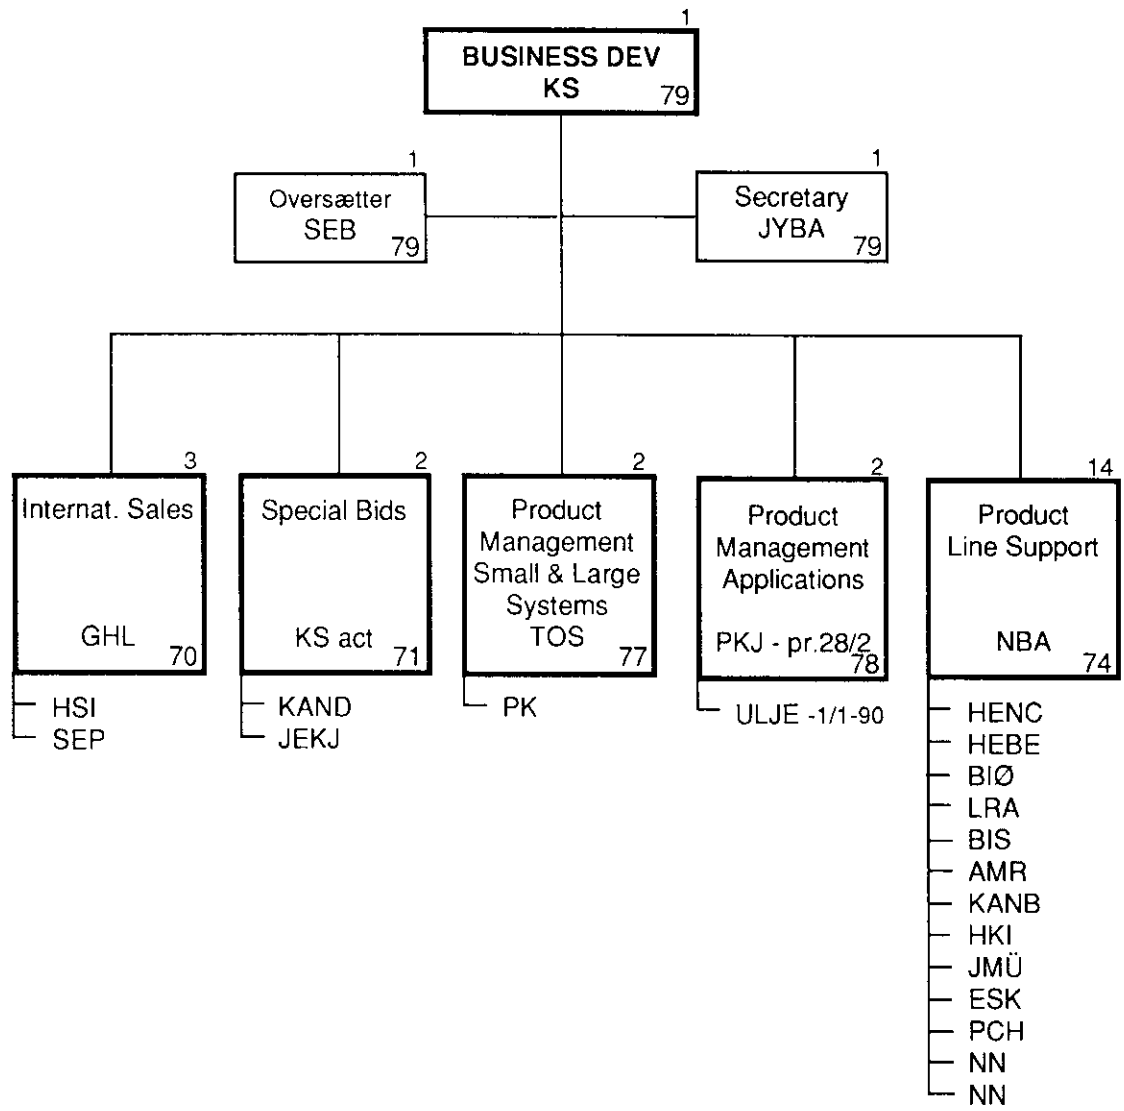 1
BUSINESS DEV
KS
79
1
Oversætter
SEB
79
1
Secretary
JYBA
79
3
Internat. Sales
GHL
70
HSI
SEP
2
Special Bids
KS act
71
KAND
JEKJ
2
Product
Management
Small & Large
Systems
TOS
77
PK
2
Product
Management
Applications
PKJ - pr.28/2
78
ULJE -1/1-90
14
Product
Line Support
NBA
74
HENC
HEBE
BIØ
LRA
BIS
AMR
KANB
HKI
JMÜ
ESK
PCH
NN
NN